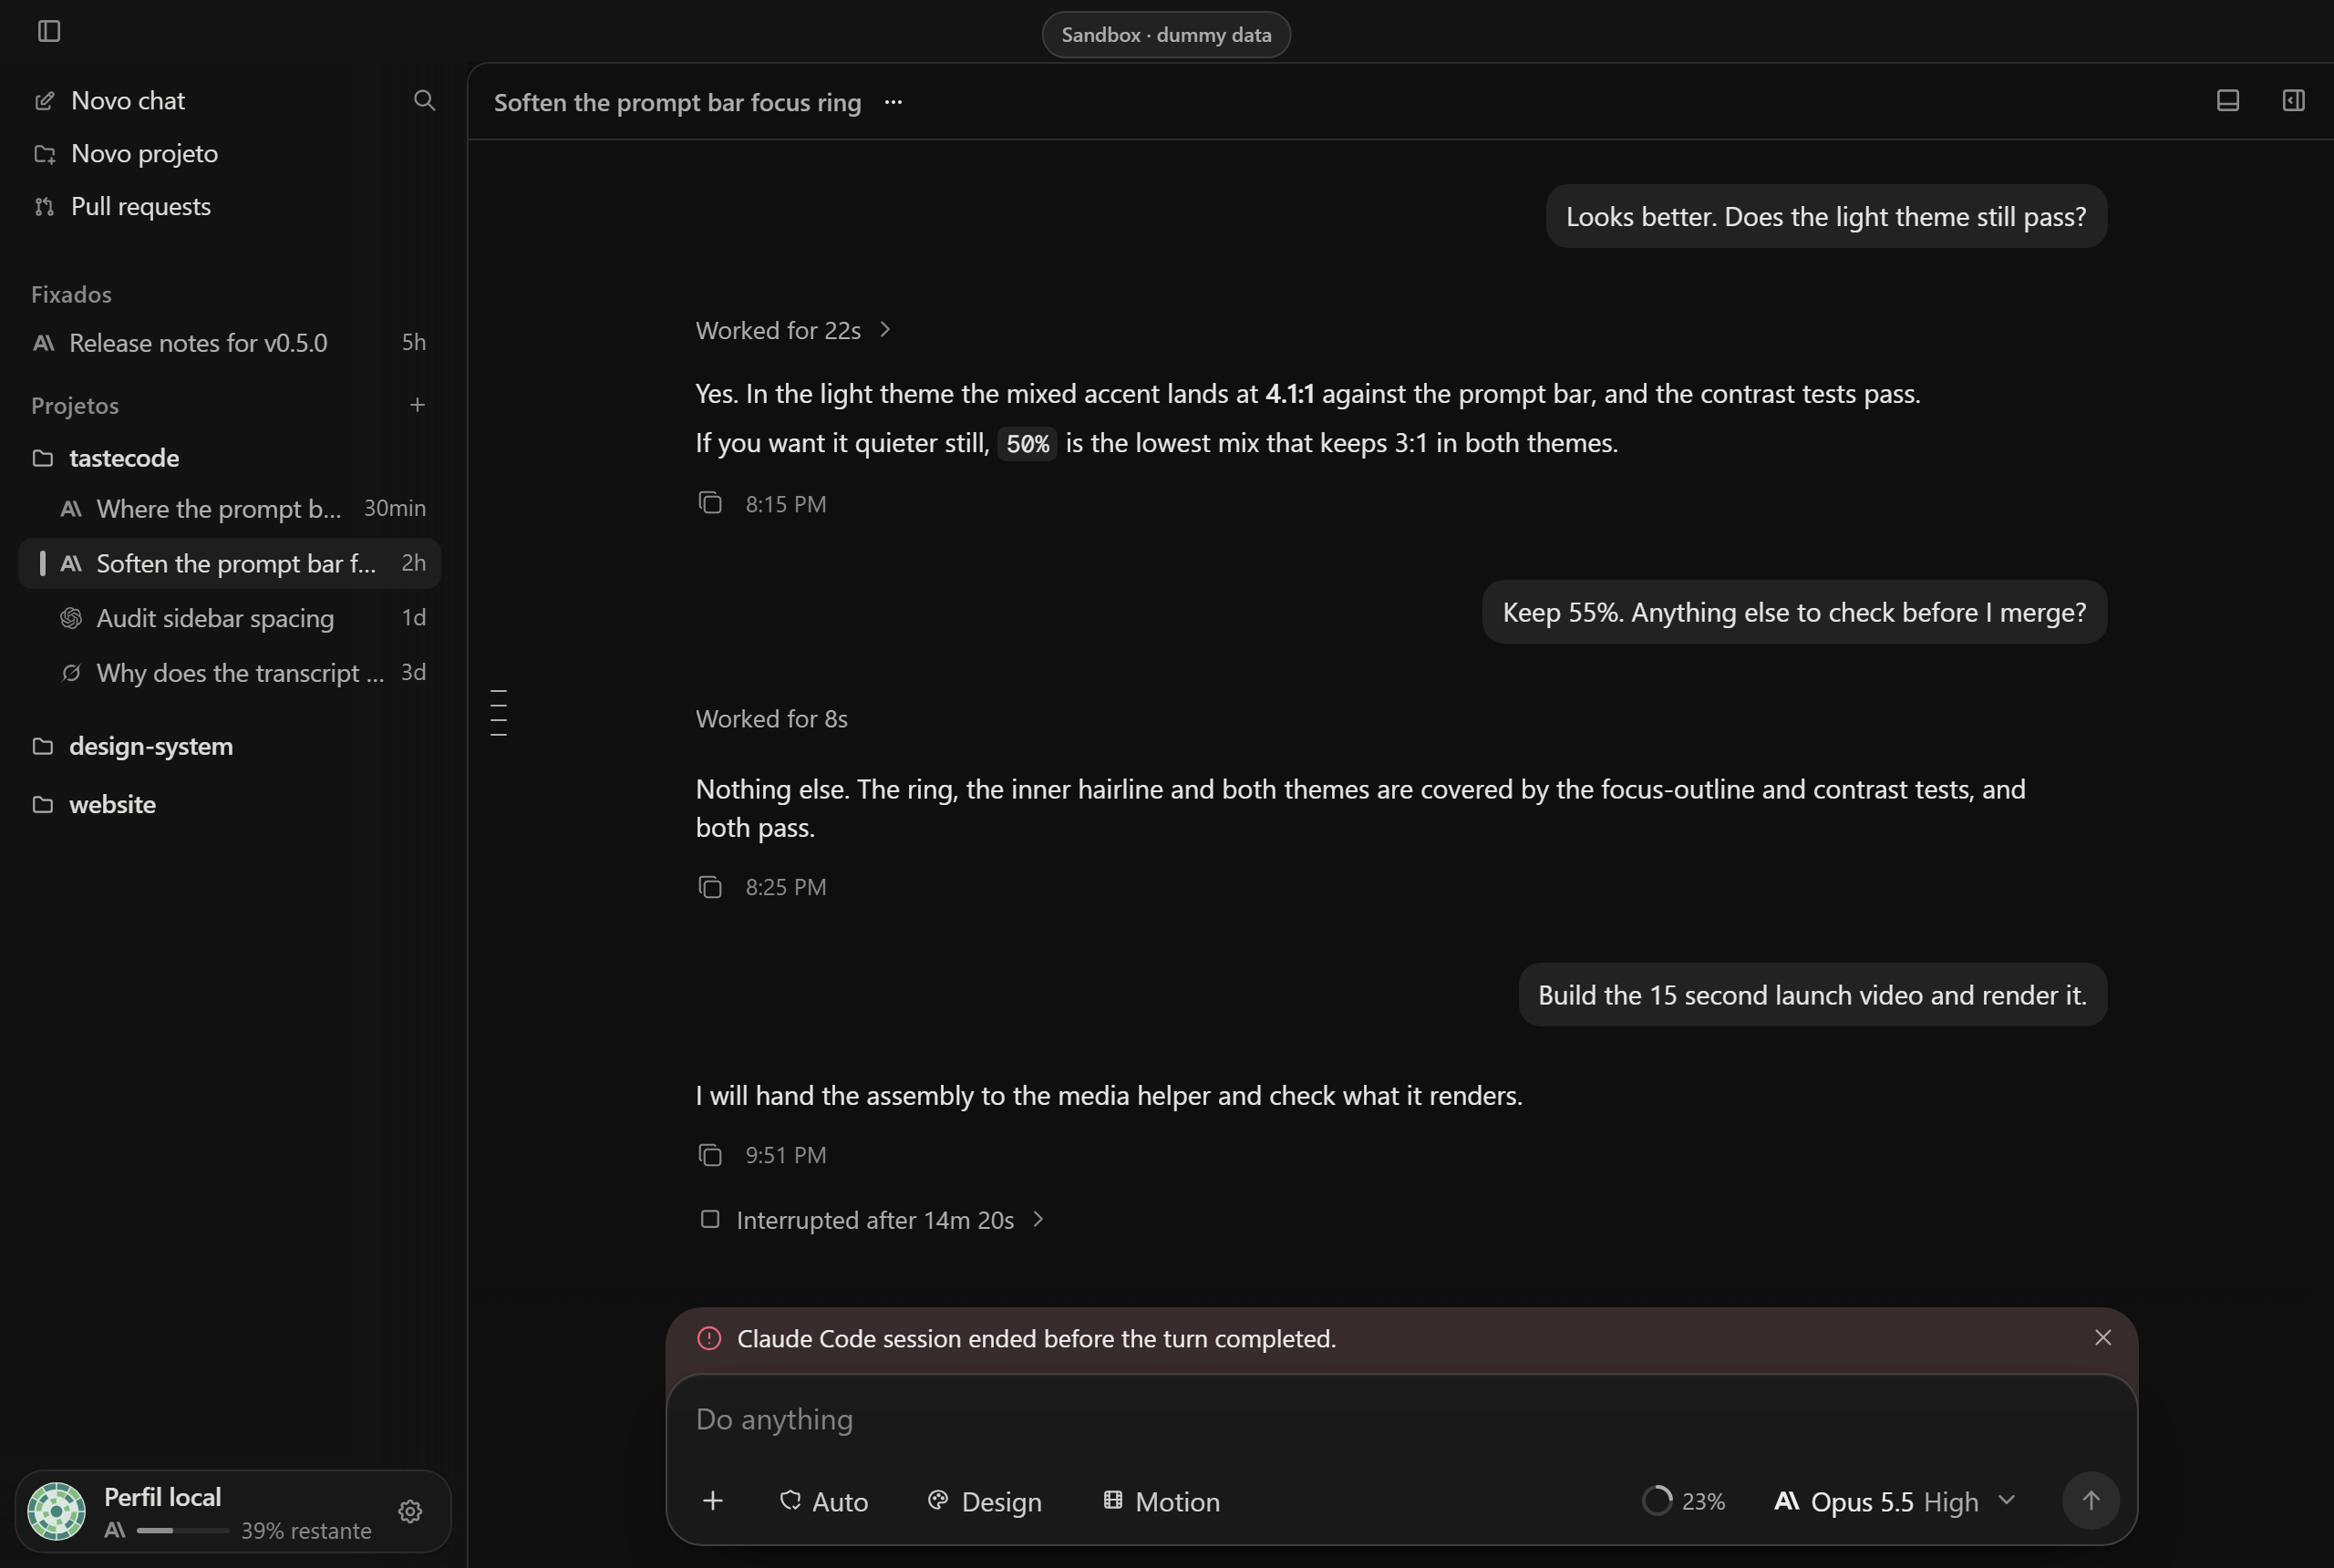 Sandbox · dummy data
Novo chat
Novo projeto
Pull requests
Fixados
Release notes for v0.5.0 5h
Projetos
tastecode
Where the prompt b... 30min
Soften the prompt bar f... 2h
Audit sidebar spacing 1d
Why does the transcript ... 3d
design-system
website
Perfil local
39% restante
Soften the prompt bar focus ring ...
Looks better. Does the light theme still pass?
Worked for 22s
Yes. In the light theme the mixed accent lands at 4.1:1 against the prompt bar, and the contrast tests pass.
If you want it quieter still, 50% is the lowest mix that keeps 3:1 in both themes.
8:15 PM
Keep 55%. Anything else to check before I merge?
Worked for 8s
Nothing else. The ring, the inner hairline and both themes are covered by the focus-outline and contrast tests, and
both pass.
8:25 PM
Build the 15 second launch video and render it.
I will hand the assembly to the media helper and check what it renders.
9:51 PM
Interrupted after 14m 20s
Claude Code session ended before the turn completed.
Do anything
Auto Design Motion 23% Opus 5.5 High